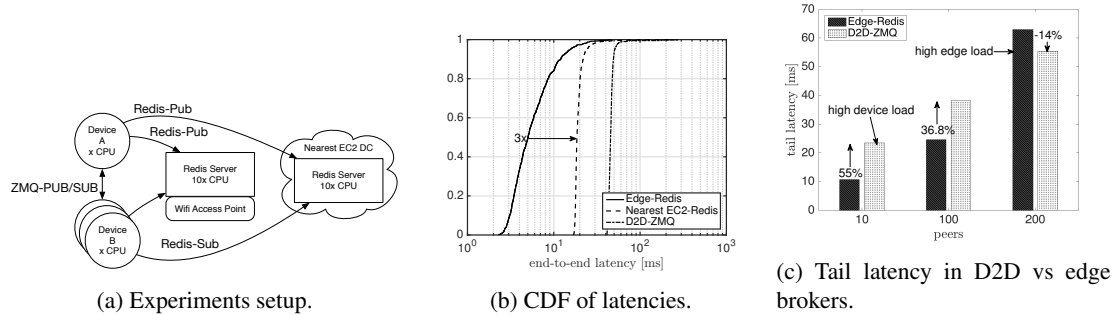 Redis-Pub
Redis-Pub
Device
A
x CPU
Nearest EC2 DC
Redis Server
10x CPU
Redis Server
10x CPU
ZMQ-PUB/SUB
Wifi Access Point
Device
B
x CPU
Redis-Sub
(a) Experiments setup.
1
0.8
0.6
0.4
0.2
0
3x
Edge-Redis
Nearest EC2-Redis
D2D-ZMQ
10^0
10^1
10^2
10^3
end-to-end latency [ms]
(b) CDF of latencies.
70
60
50
40
30
20
10
0
tail latency [ms]
Edge-Redis
D2D-ZMQ
-14%
high edge load
high device load
36.8%
55%
10
100
200
peers
(c) Tail latency in D2D vs edge
brokers.